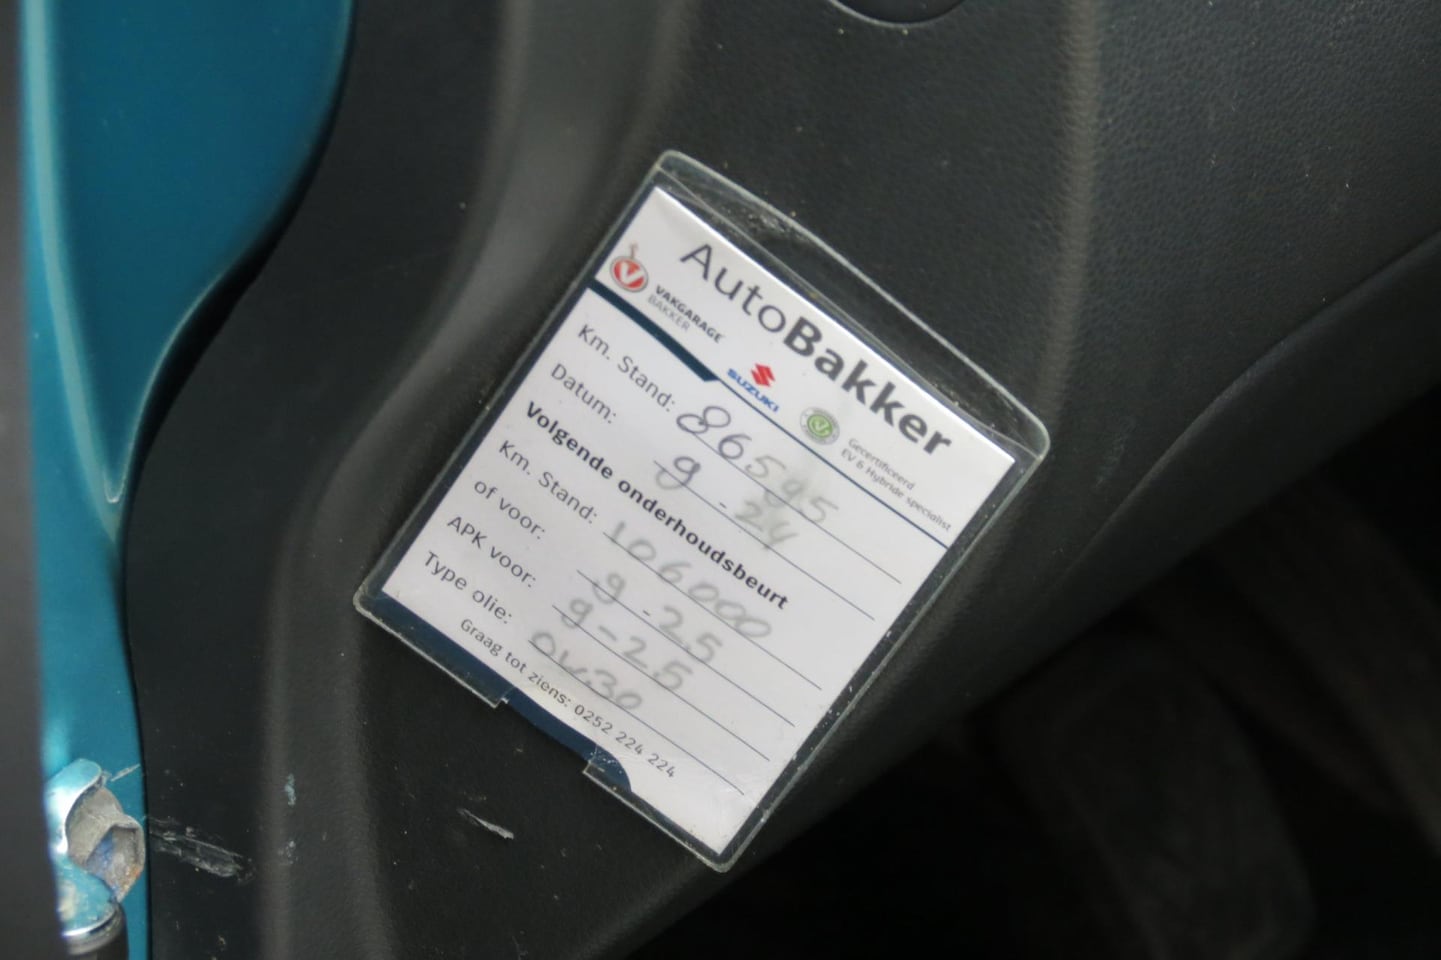 AutoBakker
VAKGARAGE
BAKKER
SUZUKI
Gecertificeerd
EV & Hybride specialist
Km. Stand: 86595
Datum: 9 - 24
Volgende onderhoudsbeurt
Km. Stand: 106000
of voor: 9 - 25
APK voor: 9 - 25
Type olie: 0W30
Graag tot ziens: 0252 224 224